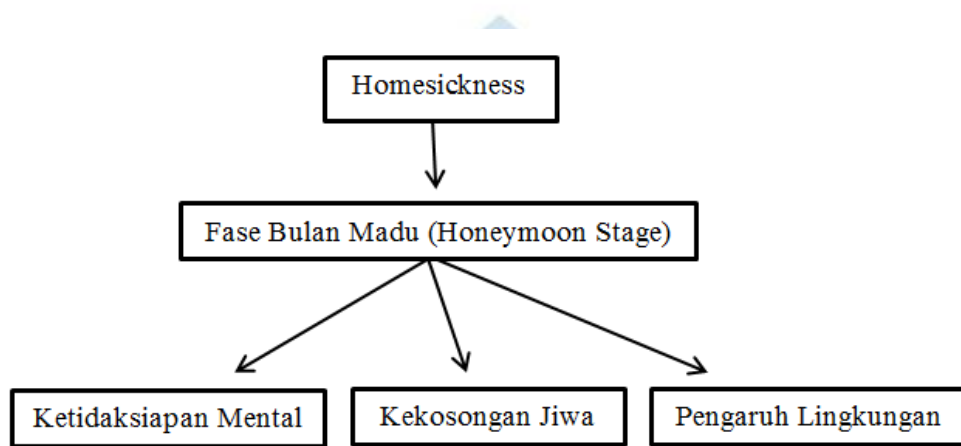 Homesickness
Fase Bulan Madu (Honeymoon Stage)
Ketidaksiapan Mental
Kekosongan Jiwa
Pengaruh Lingkungan